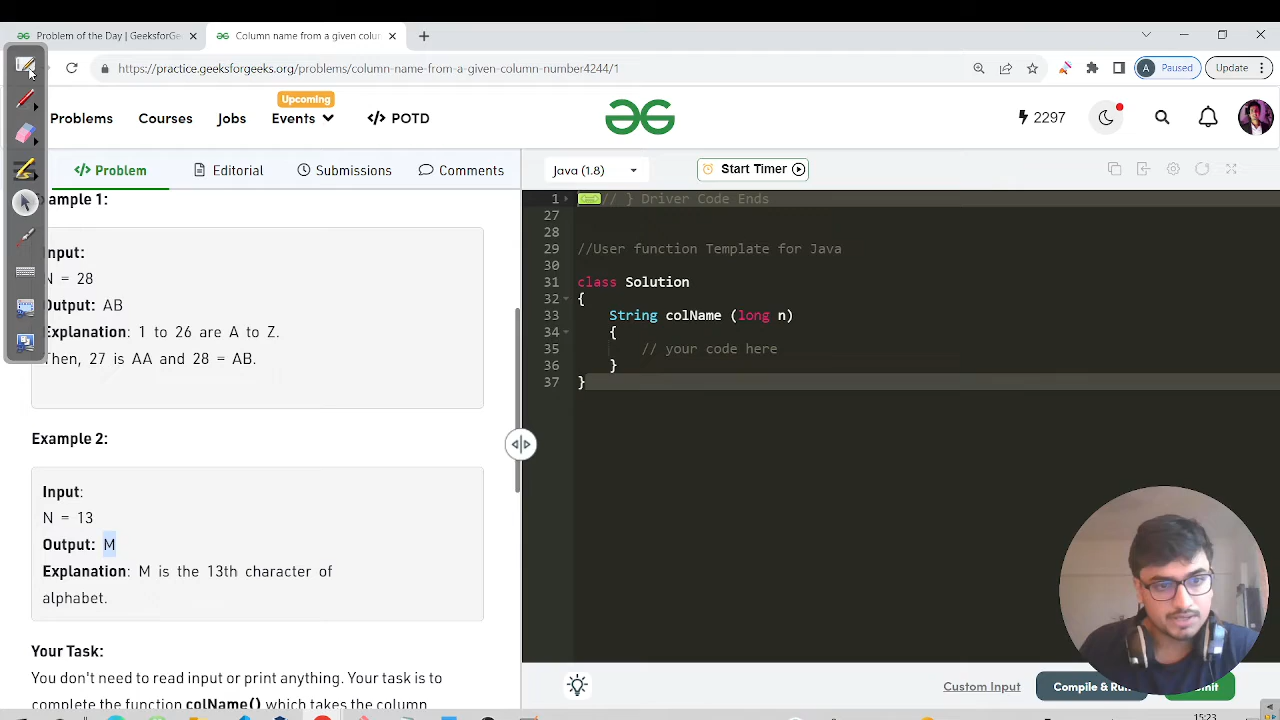 Problem of the Day | GeeksforGee
Column name from a given colur
https://practice.geeksforgeeks.org/problems/column-name-from-a-given-column-number4244/1
A Paused
Update
Problems
Courses
Jobs
Upcoming
Events
</> POTD
2297
</> Problem
Editorial
Submissions
Comments
Java (1.8)
Start Timer
xample 1:
Input:
N = 28
Output: AB
Explanation: 1 to 26 are A to Z.
Then, 27 is AA and 28 = AB.
Example 2:
Input:
N = 13
Output: M
Explanation: M is the 13th character of
alphabet.
Your Task:
You don't need to read input or print anything. Your task is to
complete the function colName() which takes the column
1 // } Driver Code Ends
27
28
29 //User function Template for Java
30
31 class Solution
32 {
33 String colName (long n)
34 {
35 // your code here
36 }
37 }
Custom Input
Compile & Run
15:23